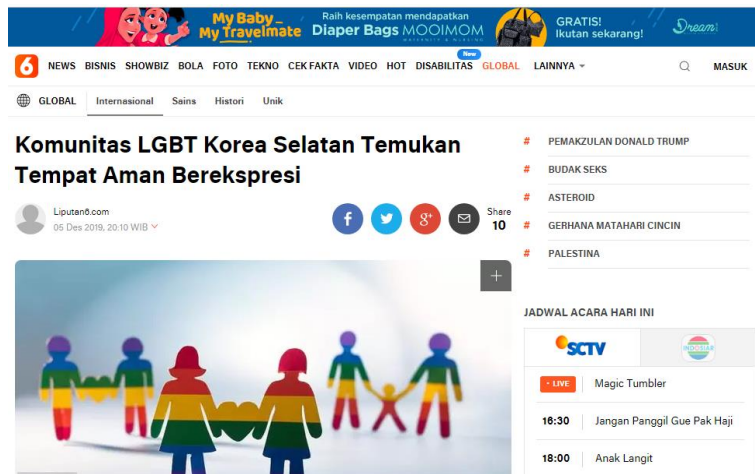 My Baby_
My Travelmate
Raih kesempatan mendapatkan
Diaper Bags MOOIMOM
MATERNITY & NURSING
GRATIS!
Ikutan sekarang!
Dream
New
6 NEWS BISNIS SHOWBIZ BOLA FOTO TEKNO CEK FAKTA VIDEO HOT DISABILITAS GLOBAL LAINNYA MASUK
GLOBAL Internasional Sains Histori Unik
Komunitas LGBT Korea Selatan Temukan
Tempat Aman Berekspresi
Liputan6.com
05 Des 2019, 20:10 WIB
f g+ Share
10
+
# PEMAKZULAN DONALD TRUMP
# BUDAK SEKS
# ASTEROID
# GERHANA MATAHARI CINCIN
# PALESTINA
JADWAL ACARA HARI INI
SCTV INDOSIAR
• LIVE Magic Tumbler
16:30 Jangan Panggil Gue Pak Haji
18:00 Anak Langit